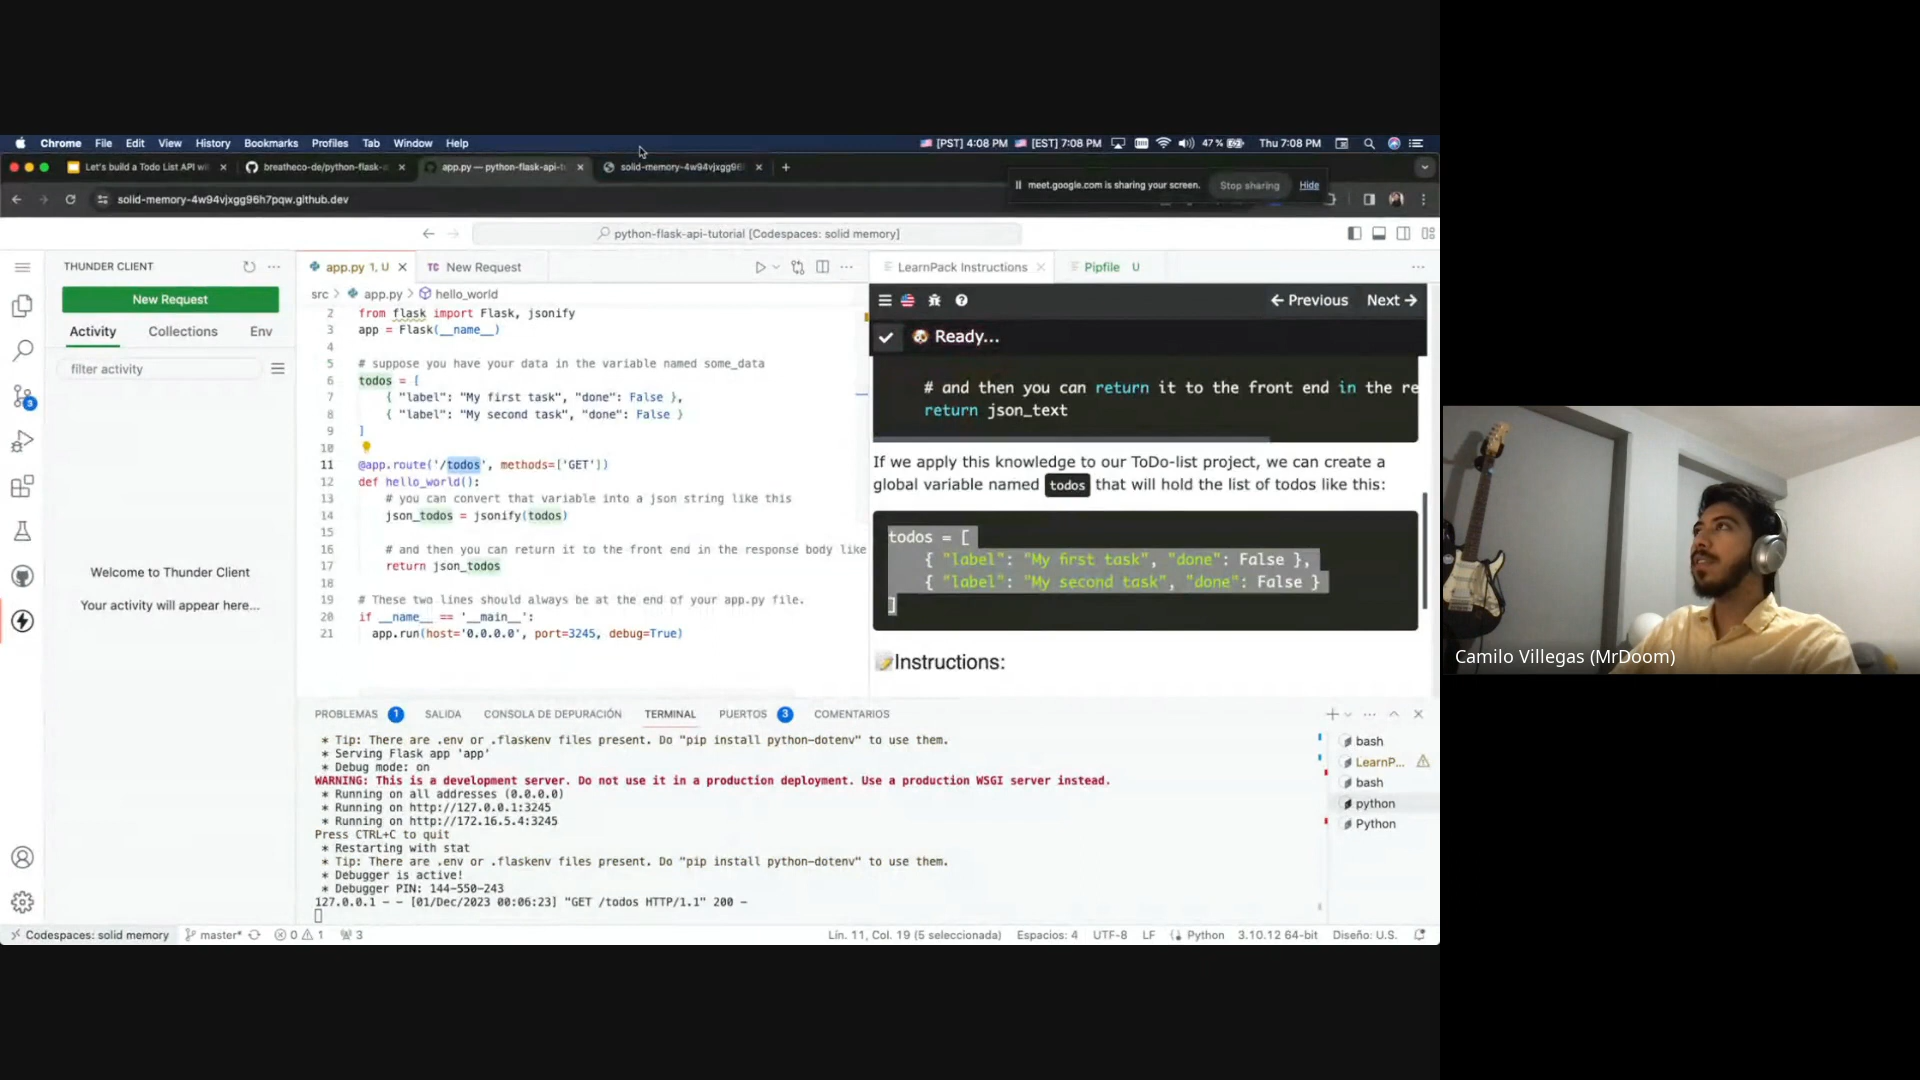 Chrome File Edit View History Bookmarks Profiles Tab Window Help
[PST] 4:08 PM [EST] 7:08 PM 47% Thu 7:08 PM
Let's build a Todo List API wi
breatheco-de/python-flask-a
app.py — python-flask-api-t
solid-memory-4w94vjxgg96
solid-memory-4w94vjxgg96h7pqw.github.dev
meet.google.com is sharing your screen. Stop sharing Hide
python-flask-api-tutorial [Codespaces: solid memory]
THUNDER CLIENT
New Request
Activity Collections Env
filter activity
Welcome to Thunder Client
Your activity will appear here...
3
app.py 1, U
TC New Request
src > app.py > hello_world
2 from flask import Flask, jsonify
3 app = Flask(__name__)
4
5 # suppose you have your data in the variable named some_data
6 todos = [
7 { "label": "My first task", "done": False },
8 { "label": "My second task", "done": False }
9 ]
10
11 @app.route('/todos', methods=['GET'])
12 def hello_world():
13 # you can convert that variable into a json string like this
14 json_todos = jsonify(todos)
15
16 # and then you can return it to the front end in the response body like
17 return json_todos
18
19 # These two lines should always be at the end of your app.py file.
20 if __name__ == '__main__':
21 app.run(host='0.0.0.0', port=3245, debug=True)
LearnPack Instructions
Pipfile U
← Previous Next →
Ready...
# and then you can return it to the front end in the re
return json_text
If we apply this knowledge to our ToDo-list project, we can create a
global variable named todos that will hold the list of todos like this:
todos = [
{ "label": "My first task", "done": False },
{ "label": "My second task", "done": False }
]
Instructions:
PROBLEMAS 1 SALIDA CONSOLA DE DEPURACIÓN TERMINAL PUERTOS 3 COMENTARIOS
* Tip: There are .env or .flaskenv files present. Do "pip install python-dotenv" to use them.
* Serving Flask app 'app'
* Debug mode: on
WARNING: This is a development server. Do not use it in a production deployment. Use a production WSGI server instead.
* Running on all addresses (0.0.0.0)
* Running on http://127.0.0.1:3245
* Running on http://172.16.5.4:3245
Press CTRL+C to quit
* Restarting with stat
* Tip: There are .env or .flaskenv files present. Do "pip install python-dotenv" to use them.
* Debugger is active!
* Debugger PIN: 144-550-243
127.0.0.1 - - [01/Dec/2023 00:06:23] "GET /todos HTTP/1.1" 200 -
bash
LearnP...
bash
python
Python
Codespaces: solid memory master* 0 1 3
Lín. 11, Col. 19 (5 seleccionada) Espacios: 4 UTF-8 LF Python 3.10.12 64-bit Diseño: U.S.
Camilo Villegas (MrDoom)